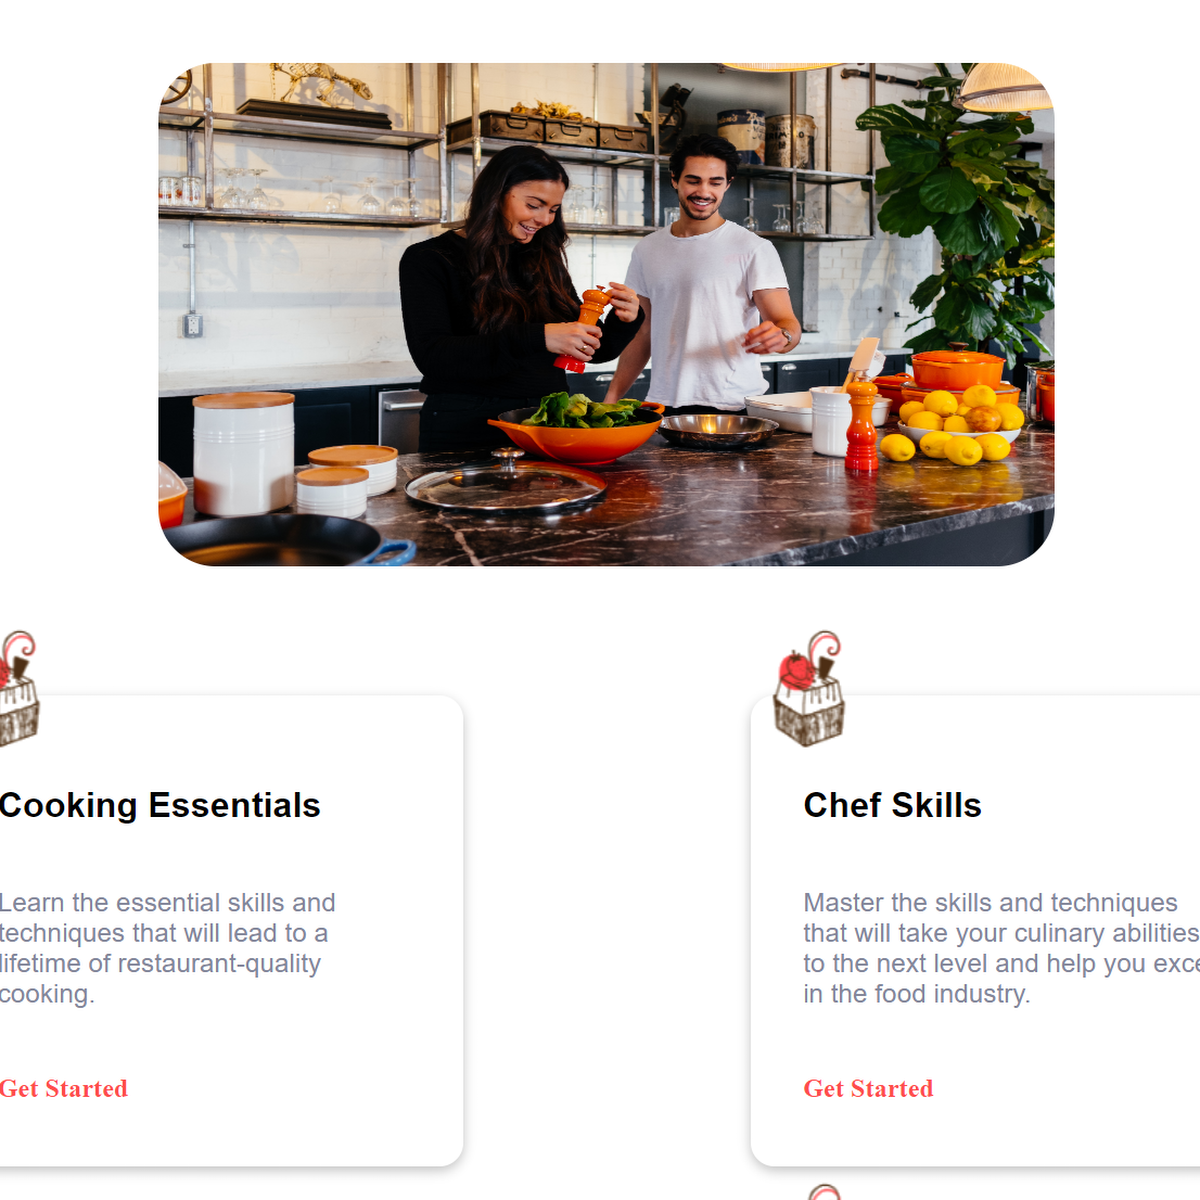 Cooking Essentials
Learn the essential skills and
techniques that will lead to a
lifetime of restaurant-quality
cooking.
Get Started
Chef Skills
Master the skills and techniques
that will take your culinary abilities
to the next level and help you exce
in the food industry.
Get Started